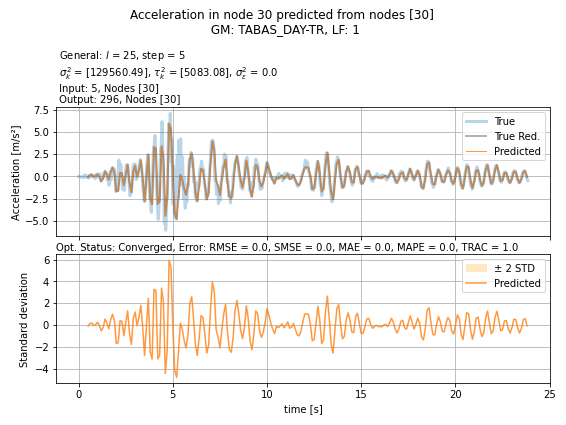 Acceleration in node 30 predicted from nodes [30]
GM: TABAS_DAY-TR, LF: 1
General: l = 25, step = 5
σ²ₖ = [129560.49], τ²ₖ = [5083.08], σ²ε = 0.0
Input: 5, Nodes [30]
Output: 296, Nodes [30]
7.5
5.0
2.5
0.0
−2.5
−5.0
Acceleration [m/s²]
True
True Red.
Predicted
Opt. Status: Converged, Error: RMSE = 0.0, SMSE = 0.0, MAE = 0.0, MAPE = 0.0, TRAC = 1.0
6
4
2
0
−2
−4
Standard deviation
± 2 STD
Predicted
0 5 10 15 20 25
time [s]